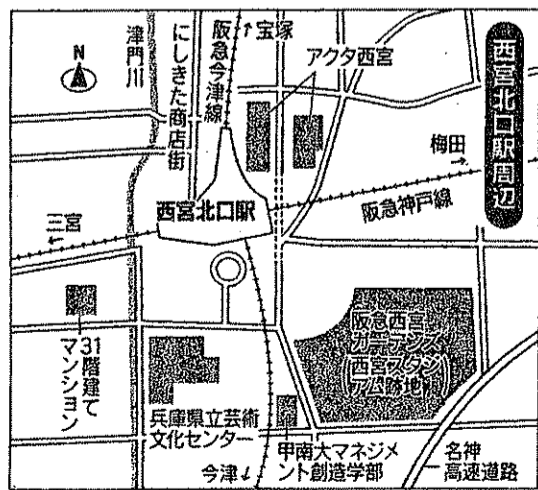 西宮北口駅周辺
N
津門川
にしきた商店街
阪急今津線
↑宝塚
アクタ西宮
梅田
→
阪急神戸線
西宮北口駅
三宮
←
31階建て
マンション
兵庫県立芸術
文化センター
今津↓
阪急西宮
ガーデンズ
(西宮スタジ
アム跡地)
甲南大マネジメ
ント創造学部
名神
高速道路